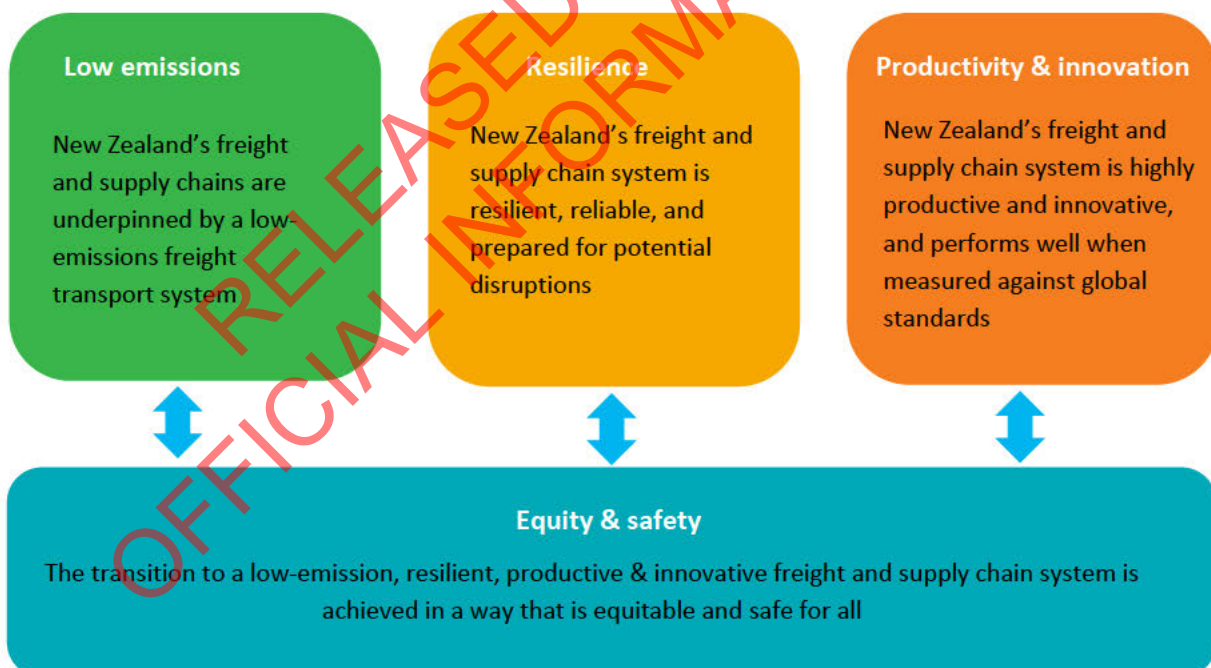 Low emissions
New Zealand’s freight
and supply chains are
underpinned by a low-
emissions freight
transport system
Resilience
New Zealand’s freight and
supply chain system is
resilient, reliable, and
prepared for potential
disruptions
Productivity & innovation
New Zealand’s freight and
supply chain system is highly
productive and innovative,
and performs well when
measured against global
standards
Equity & safety
The transition to a low-emission, resilient, productive & innovative freight and supply chain system is
achieved in a way that is equitable and safe for all
RELEASED
OFFICIAL